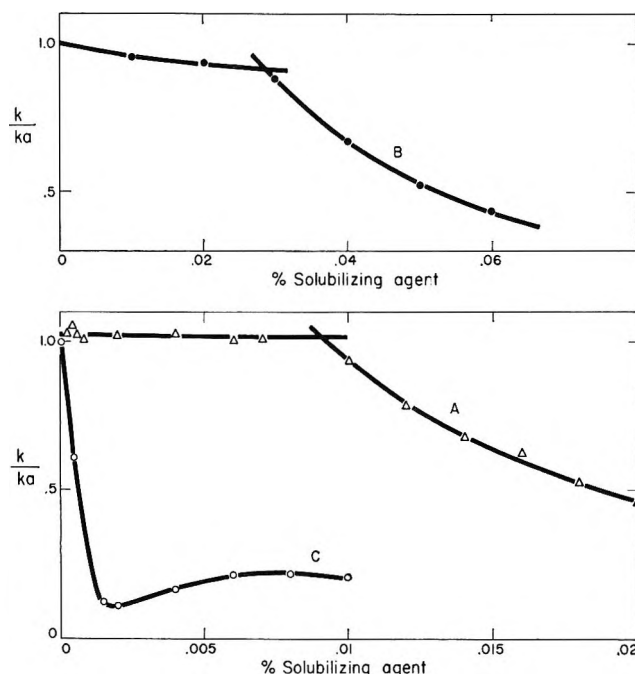 1.0
k
ka
B
.5
0 .02 .04 .06
% Solubilizing agent
1.0
A
k
ka
.5
C
0
0 .005 .01 .015 .02
% Solubilizing agent